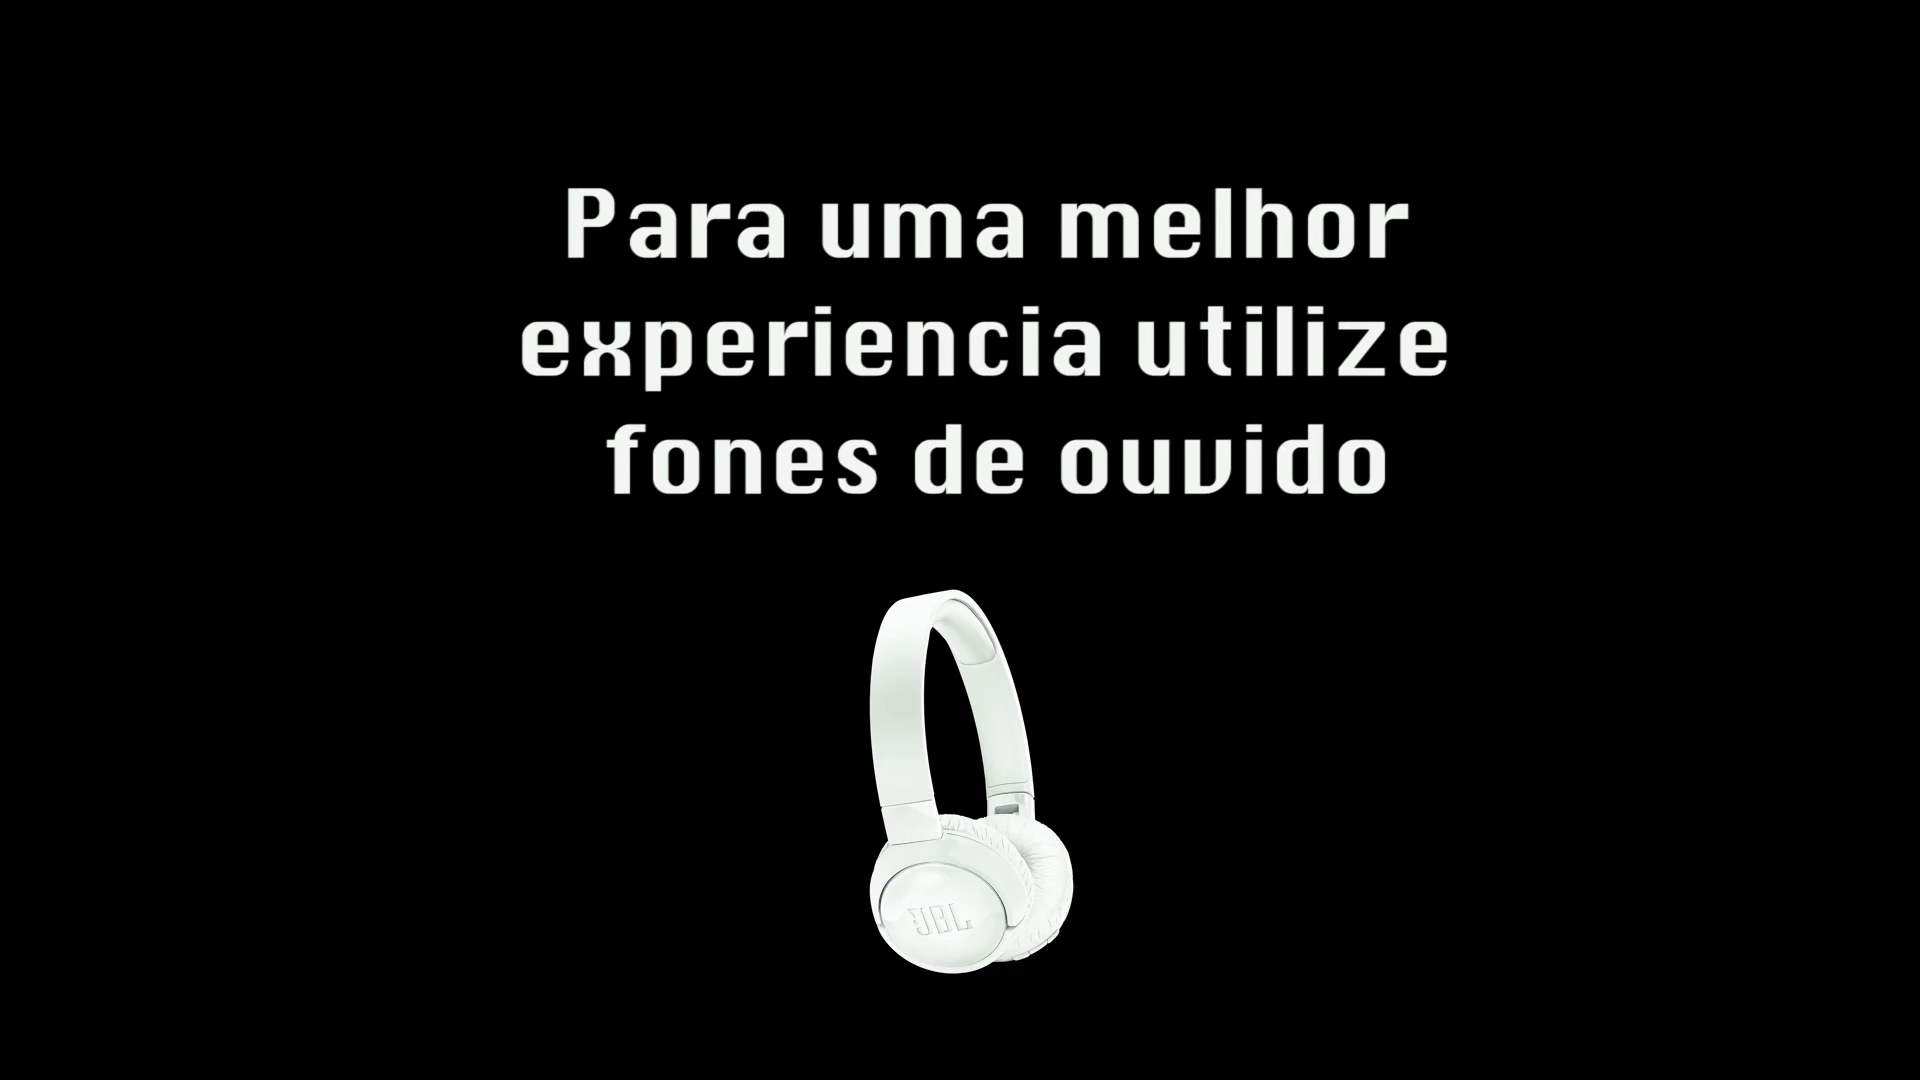 Para uma melhor
experiencia utilize
fones de ouvido
JBL